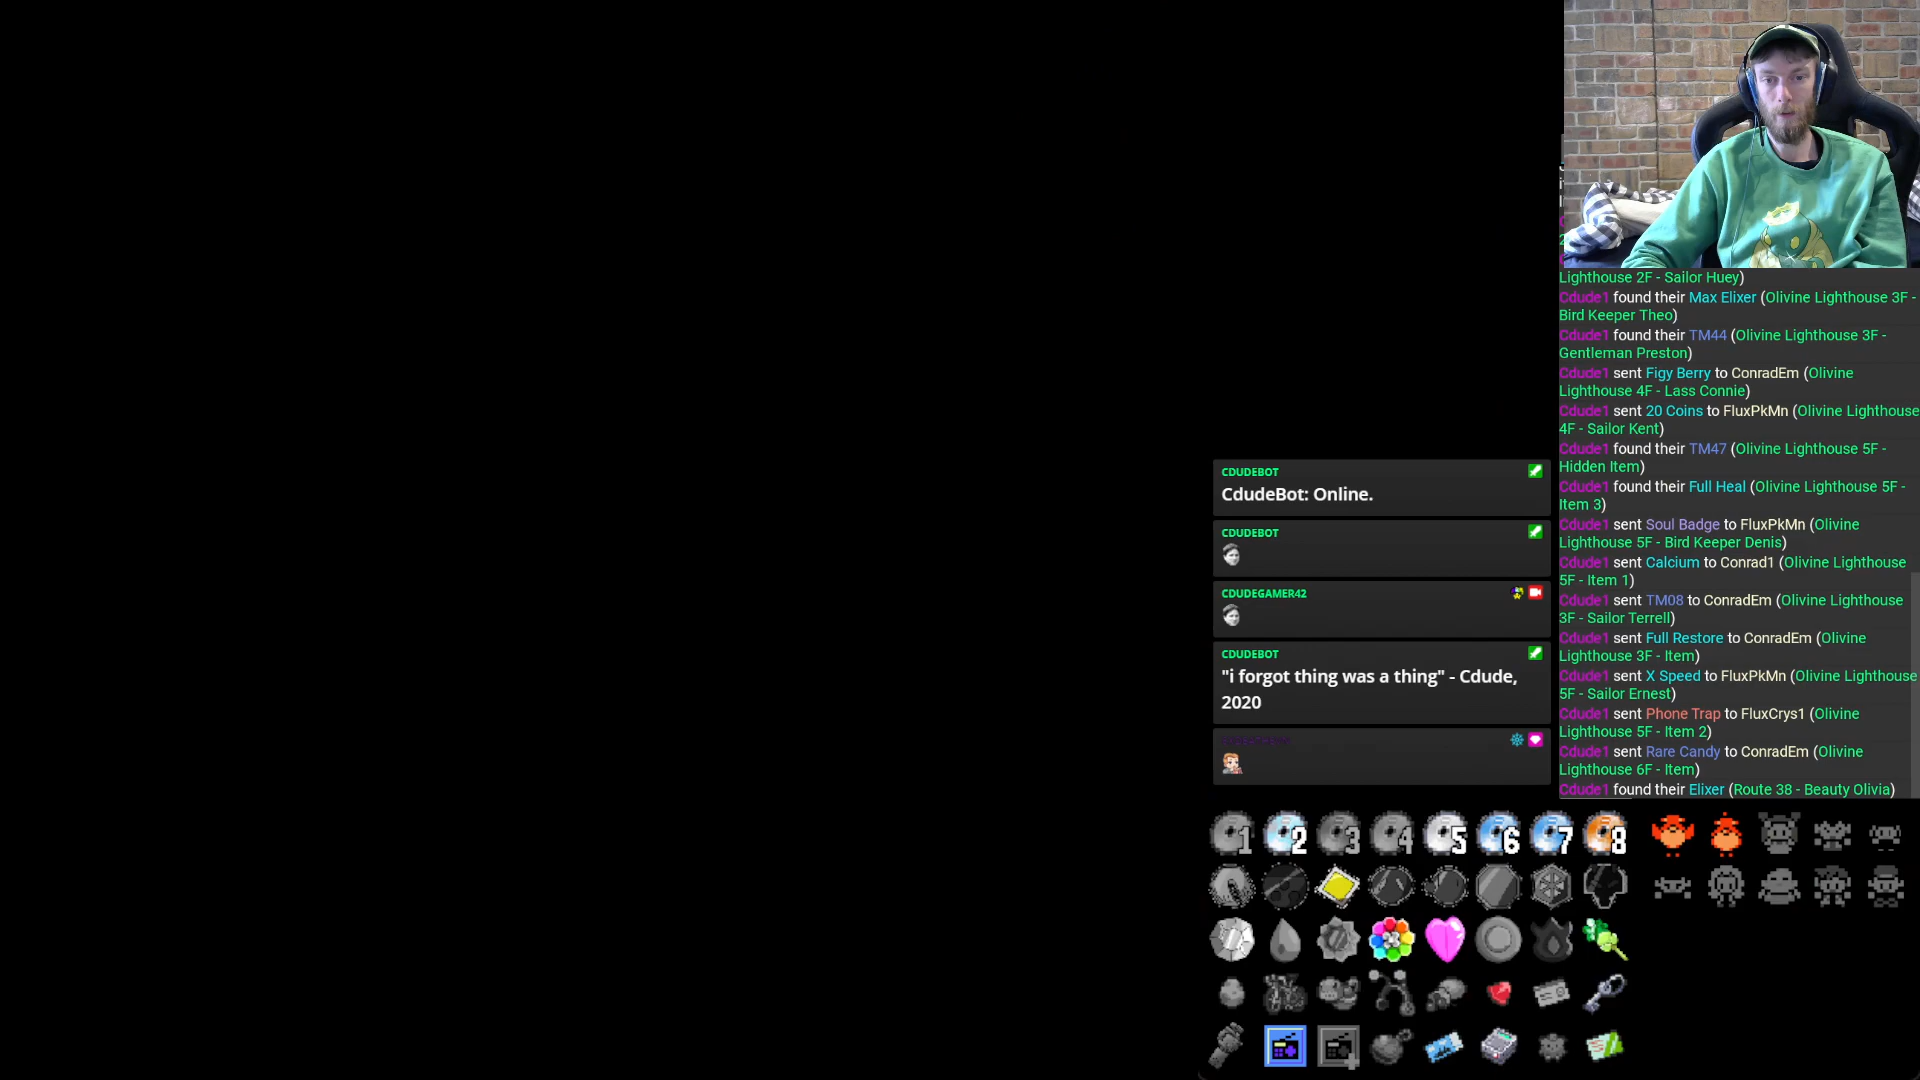 CDUDEBOT
CdudeBot: Online.
CDUDEBOT
CDUDEGAMER42
CDUDEBOT
"i forgot thing was a thing" - Cdude,
2020
Lighthouse 2F - Sailor Huey)
Cdude1 found their Max Elixer (Olivine Lighthouse 3F -
Bird Keeper Theo)
Cdude1 found their TM44 (Olivine Lighthouse 3F -
Gentleman Preston)
Cdude1 sent Figy Berry to ConradEm (Olivine
Lighthouse 4F - Lass Connie)
Cdude1 sent 20 Coins to FluxPkMn (Olivine Lighthouse
4F - Sailor Kent)
Cdude1 found their TM47 (Olivine Lighthouse 5F -
Hidden Item)
Cdude1 found their Full Heal (Olivine Lighthouse 5F -
Item 3)
Cdude1 sent Soul Badge to FluxPkMn (Olivine
Lighthouse 5F - Bird Keeper Denis)
Cdude1 sent Calcium to Conrad1 (Olivine Lighthouse
5F - Item 1)
Cdude1 sent TM08 to ConradEm (Olivine Lighthouse
3F - Sailor Terrell)
Cdude1 sent Full Restore to ConradEm (Olivine
Lighthouse 3F - Item)
Cdude1 sent X Speed to FluxPkMn (Olivine Lighthouse
5F - Sailor Ernest)
Cdude1 sent Phone Trap to FluxCrys1 (Olivine
Lighthouse 5F - Item 2)
Cdude1 sent Rare Candy to ConradEm (Olivine
Lighthouse 6F - Item)
Cdude1 found their Elixer (Route 38 - Beauty Olivia)
1 2 3 4 5 6 7 8